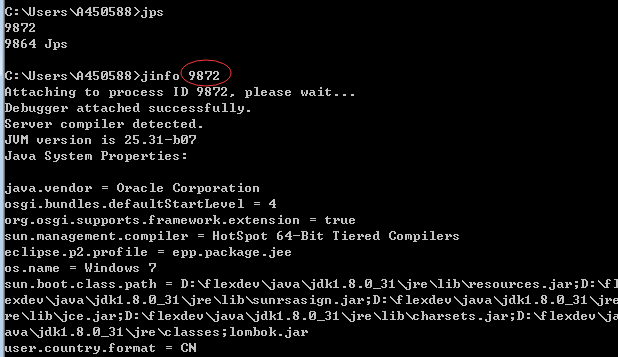 C:\Users\A450588>jps
9872
9864 Jps
C:\Users\A450588>jinfo 9872
Attaching to process ID 9872, please wait...
Debugger attached successfully.
Server compiler detected.
JVM version is 25.31-b07
Java System Properties:
java.vendor = Oracle Corporation
osgi.bundles.defaultStartLevel = 4
org.osgi.supports.framework.extension = true
sun.management.compiler = HotSpot 64-Bit Tiered Compilers
eclipse.p2.profile = epp.package.jee
os.name = Windows 7
sun.boot.class.path = D:\flexdev\java\jdk1.8.0_31\jre\lib\resources.jar;D:\f
exdev\java\jdk1.8.0_31\jre\lib\sunrsasign.jar;D:\flexdev\java\jdk1.8.0_31\j
re\lib\jce.jar;D:\flexdev\java\jdk1.8.0_31\jre\lib\charsets.jar;D:\flexdev\j
ava\jdk1.8.0_31\jre\classes;lombok.jar
user.country.format = CN